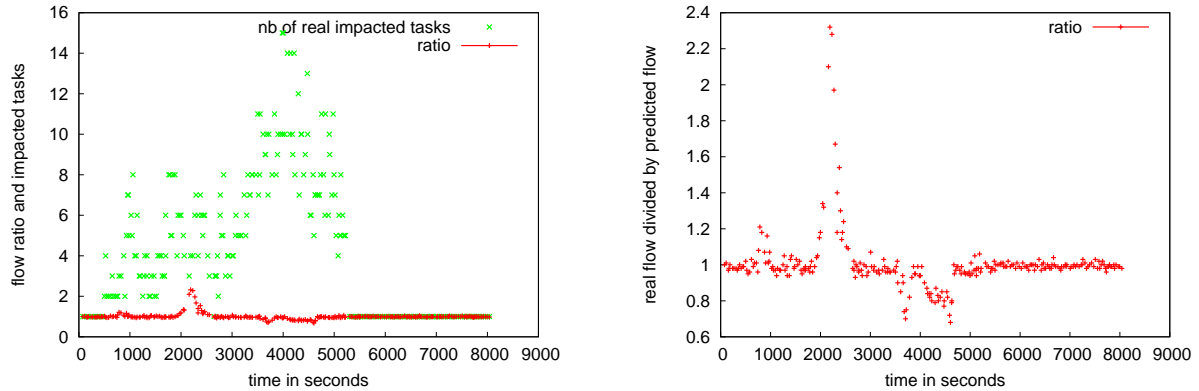 flow ratio and impacted tasks
16
14
12
10
8
6
4
2
0
nb of real impacted tasks
ratio
0 1000 2000 3000 4000 5000 6000 7000 8000 9000
time in seconds
real flow divided by predicted flow
2.4
2.2
2
1.8
1.6
1.4
1.2
1
0.8
0.6
ratio
0 1000 2000 3000 4000 5000 6000 7000 8000 9000
time in seconds